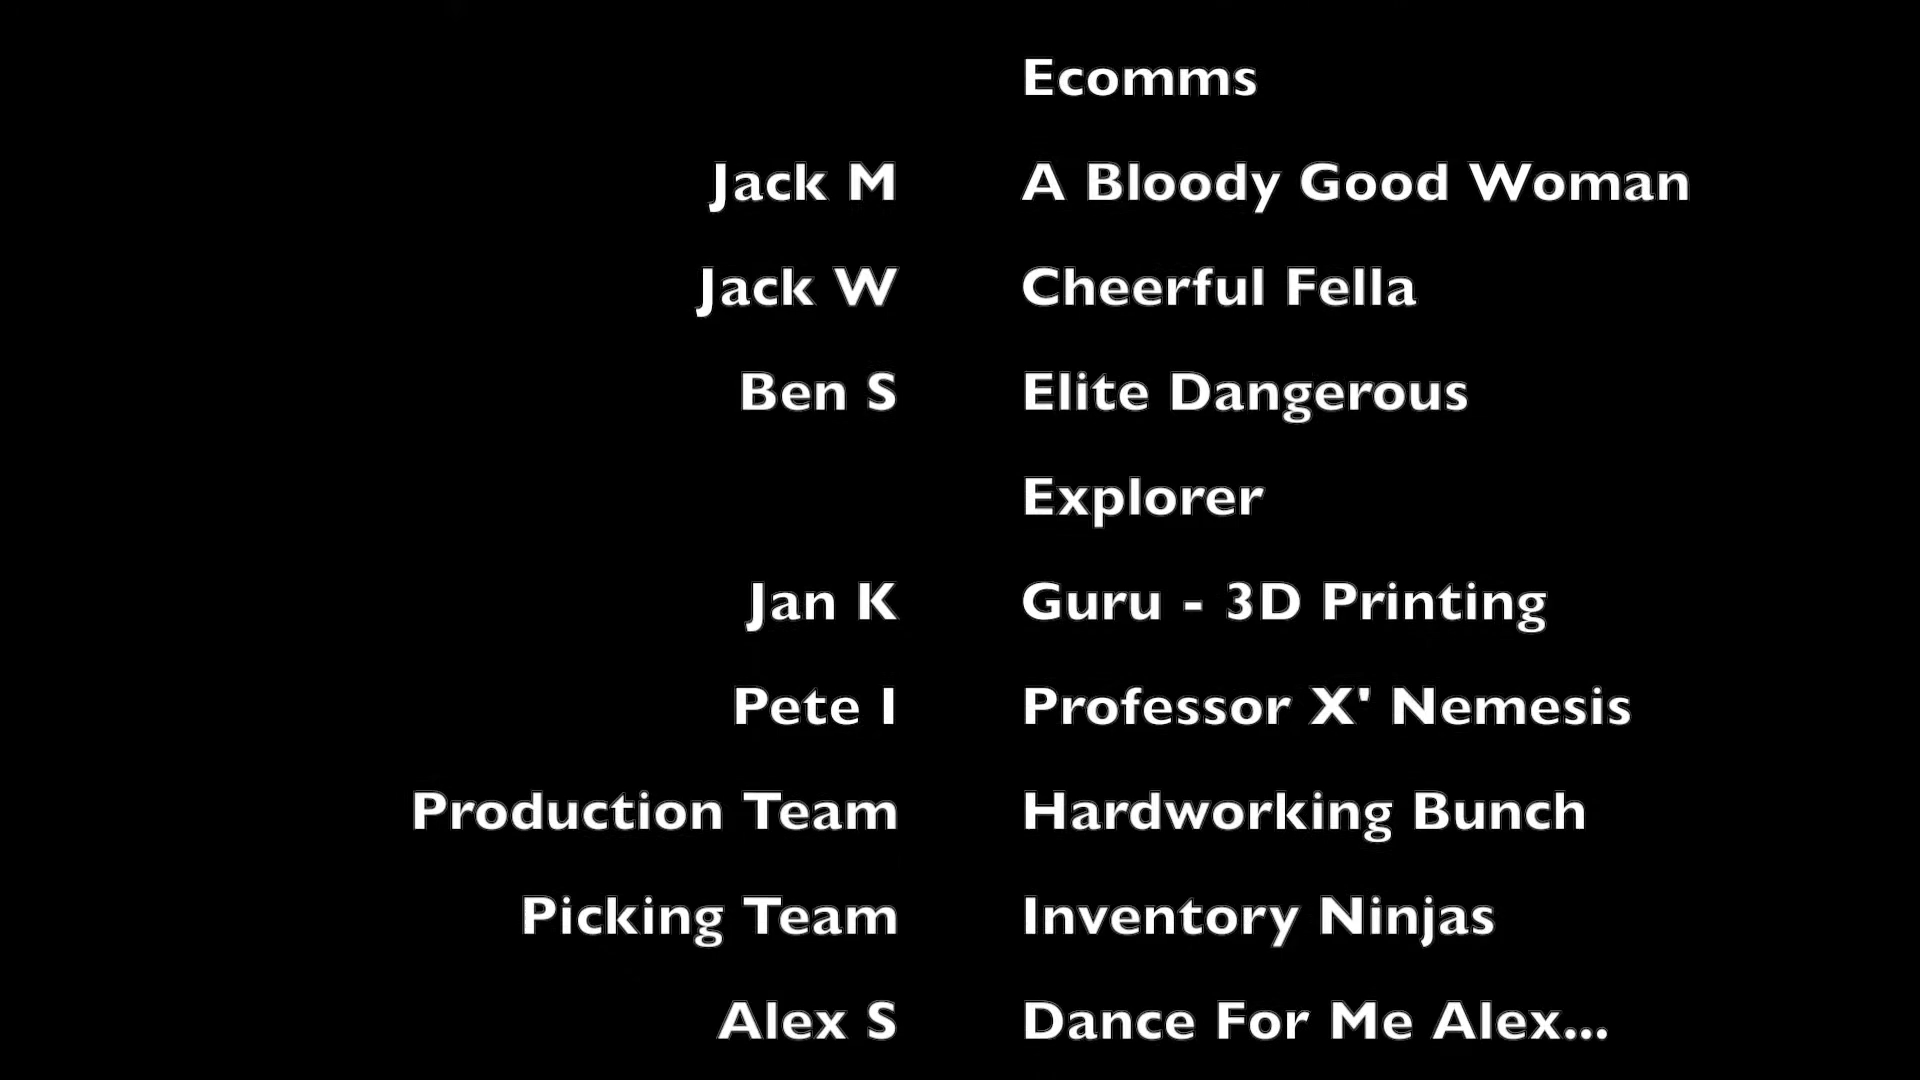 Ecomms
Jack M A Bloody Good Woman
Jack W Cheerful Fella
Ben S Elite Dangerous
Explorer
Jan K Guru - 3D Printing
Pete I Professor X' Nemesis
Production Team Hardworking Bunch
Picking Team Inventory Ninjas
Alex S Dance For Me Alex...